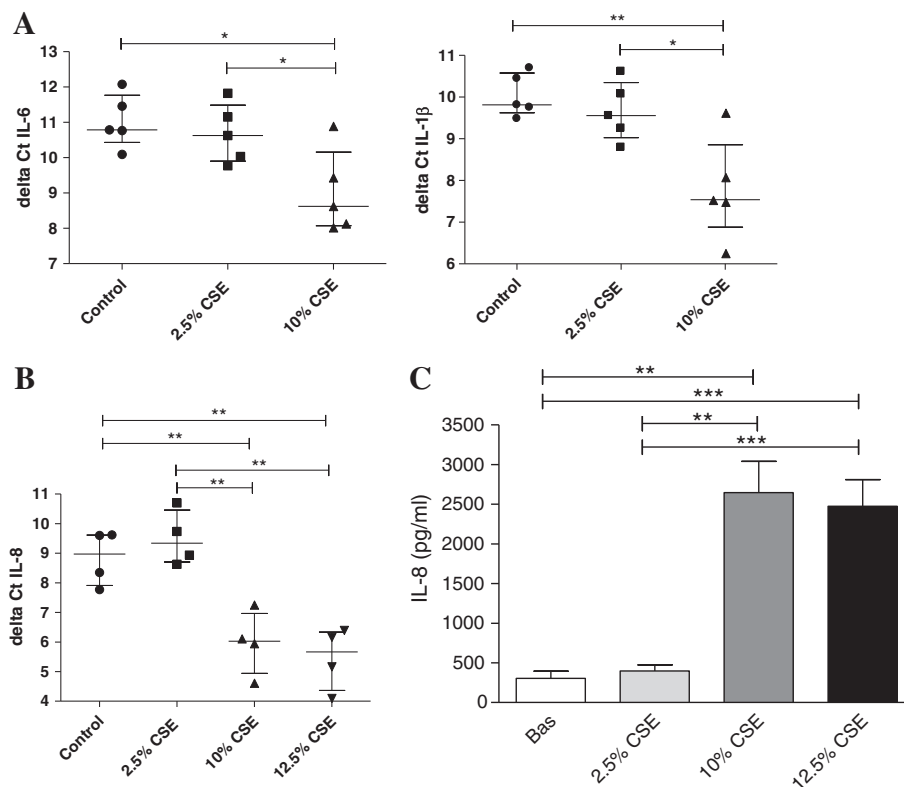 A
*
*
delta Ct IL-6
13
12
11
10
9
8
7
Control
2.5% CSE
10% CSE
**
*
delta Ct IL-1β
11
10
9
8
7
6
Control
2.5% CSE
10% CSE
B
**
**
**
**
delta Ct IL-8
11
10
9
8
7
6
5
4
Control
2.5% CSE
10% CSE
12.5% CSE
C
**
***
**
***
IL-8 (pg/ml)
3500
3000
2500
2000
1500
1000
500
0
Bas
2.5% CSE
10% CSE
12.5% CSE